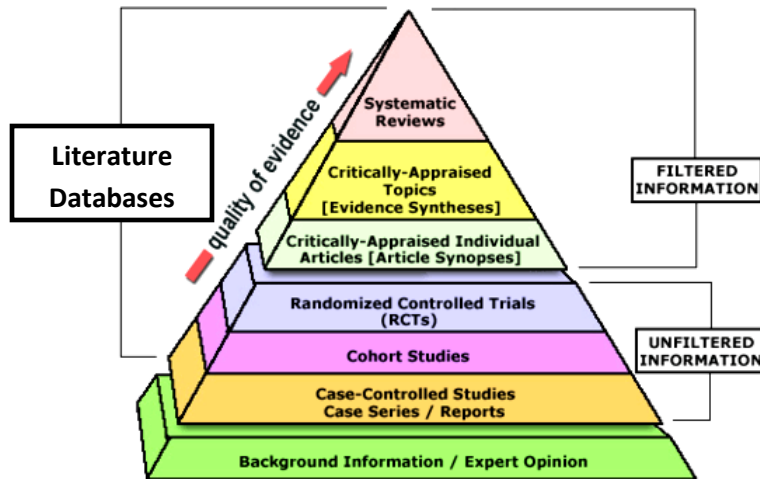 Systematic
Reviews
Literature
Databases
quality of evidence
Critically-Appraised
Topics
[Evidence Syntheses]
FILTERED
INFORMATION
Critically-Appraised Individual
Articles [Article Synopses]
Randomized Controlled Trials
(RCTs)
UNFILTERED
INFORMATION
Cohort Studies
Case-Controlled Studies
Case Series / Reports
Background Information / Expert Opinion